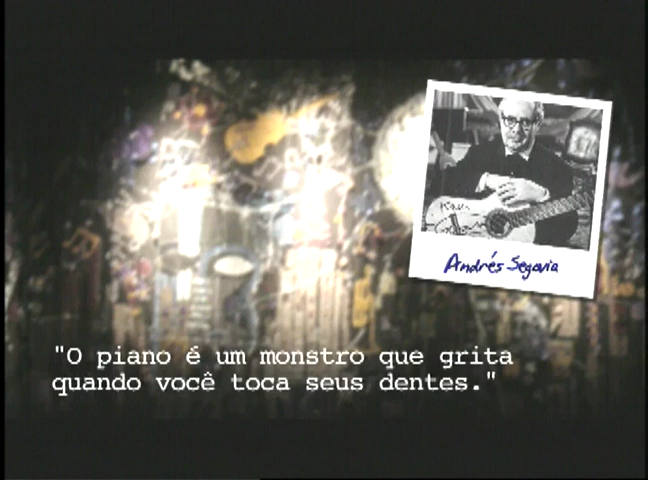 Andrés Segovia
"O piano é um monstro que grita
quando você toca seus dentes."